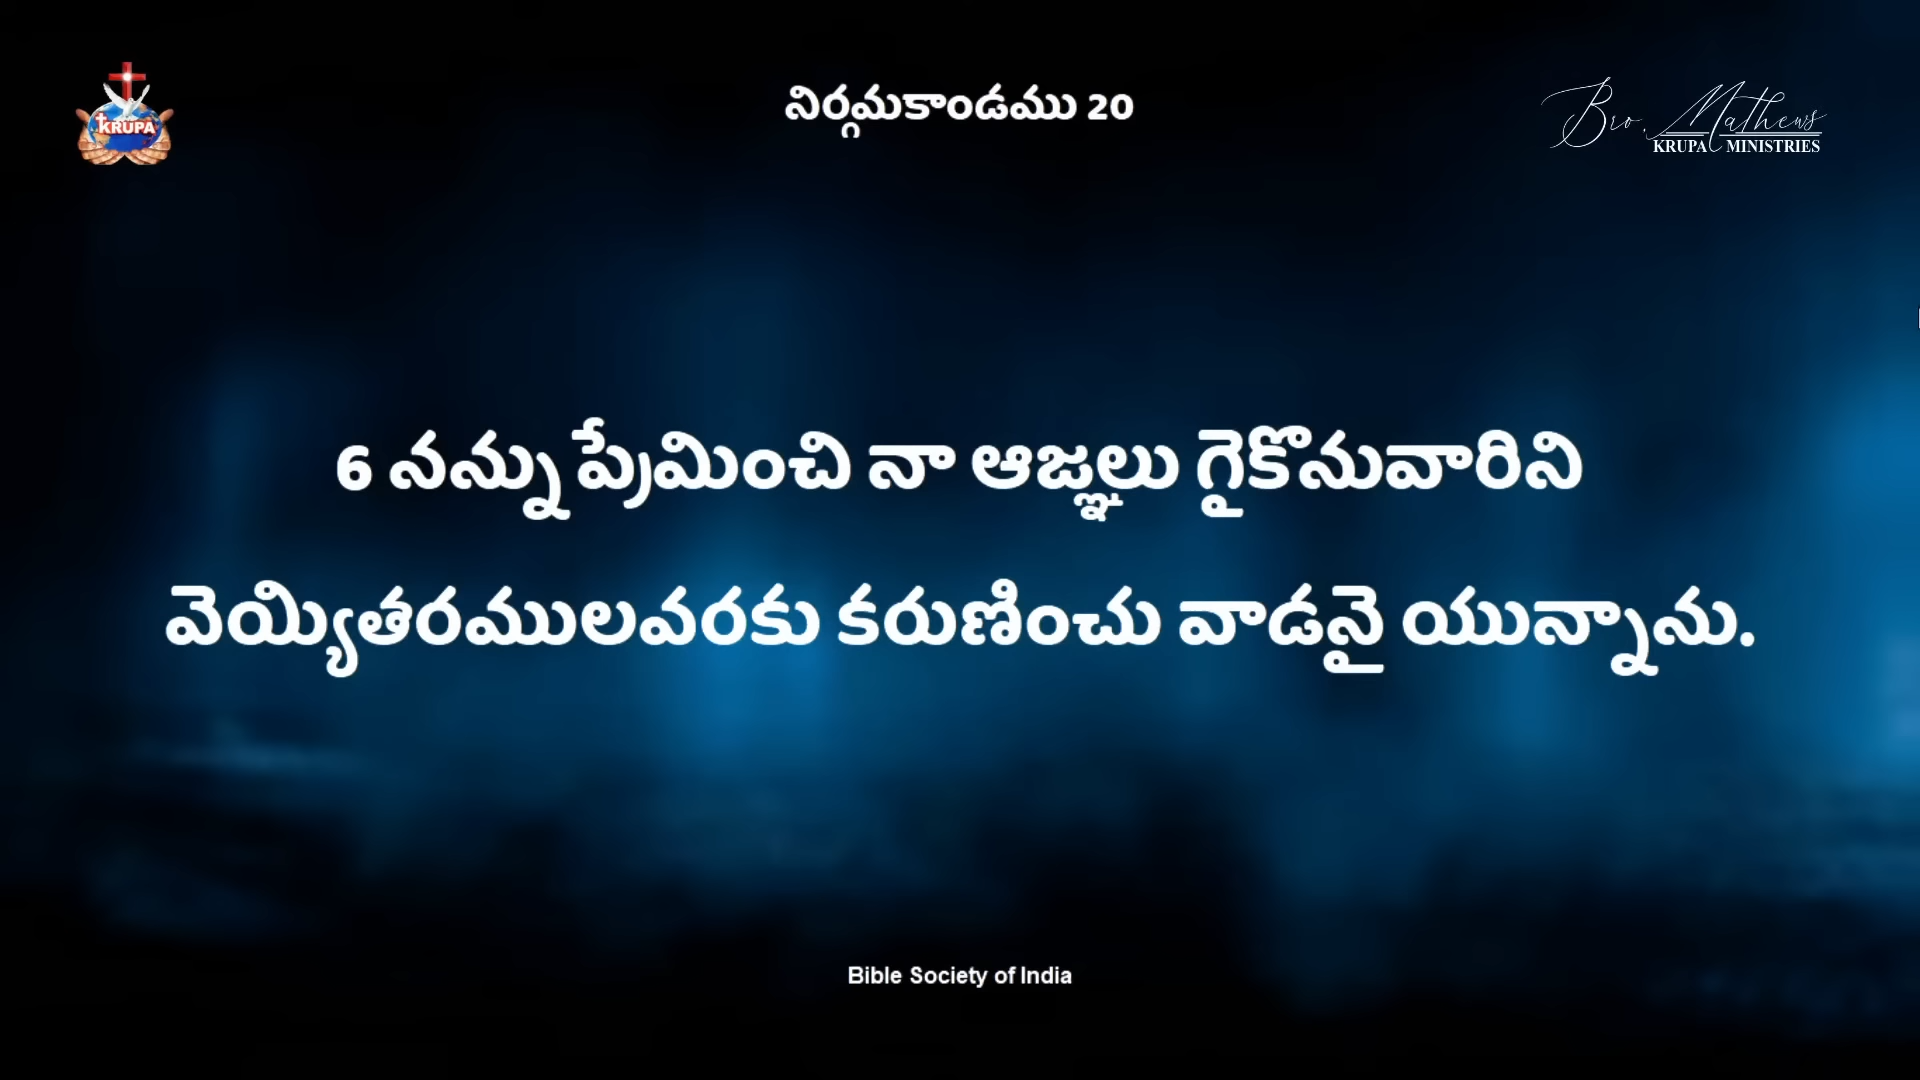 KRUPA
నిర్గమకాండము 20
Bro. Mathews
KRUPA MINISTRIES
6 నన్ను ప్రేమించి నా ఆజ్ఞలు గైకొనువారిని
వెయ్యితరములవరకు కరుణించు వాడనై యున్నాను.
Bible Society of India